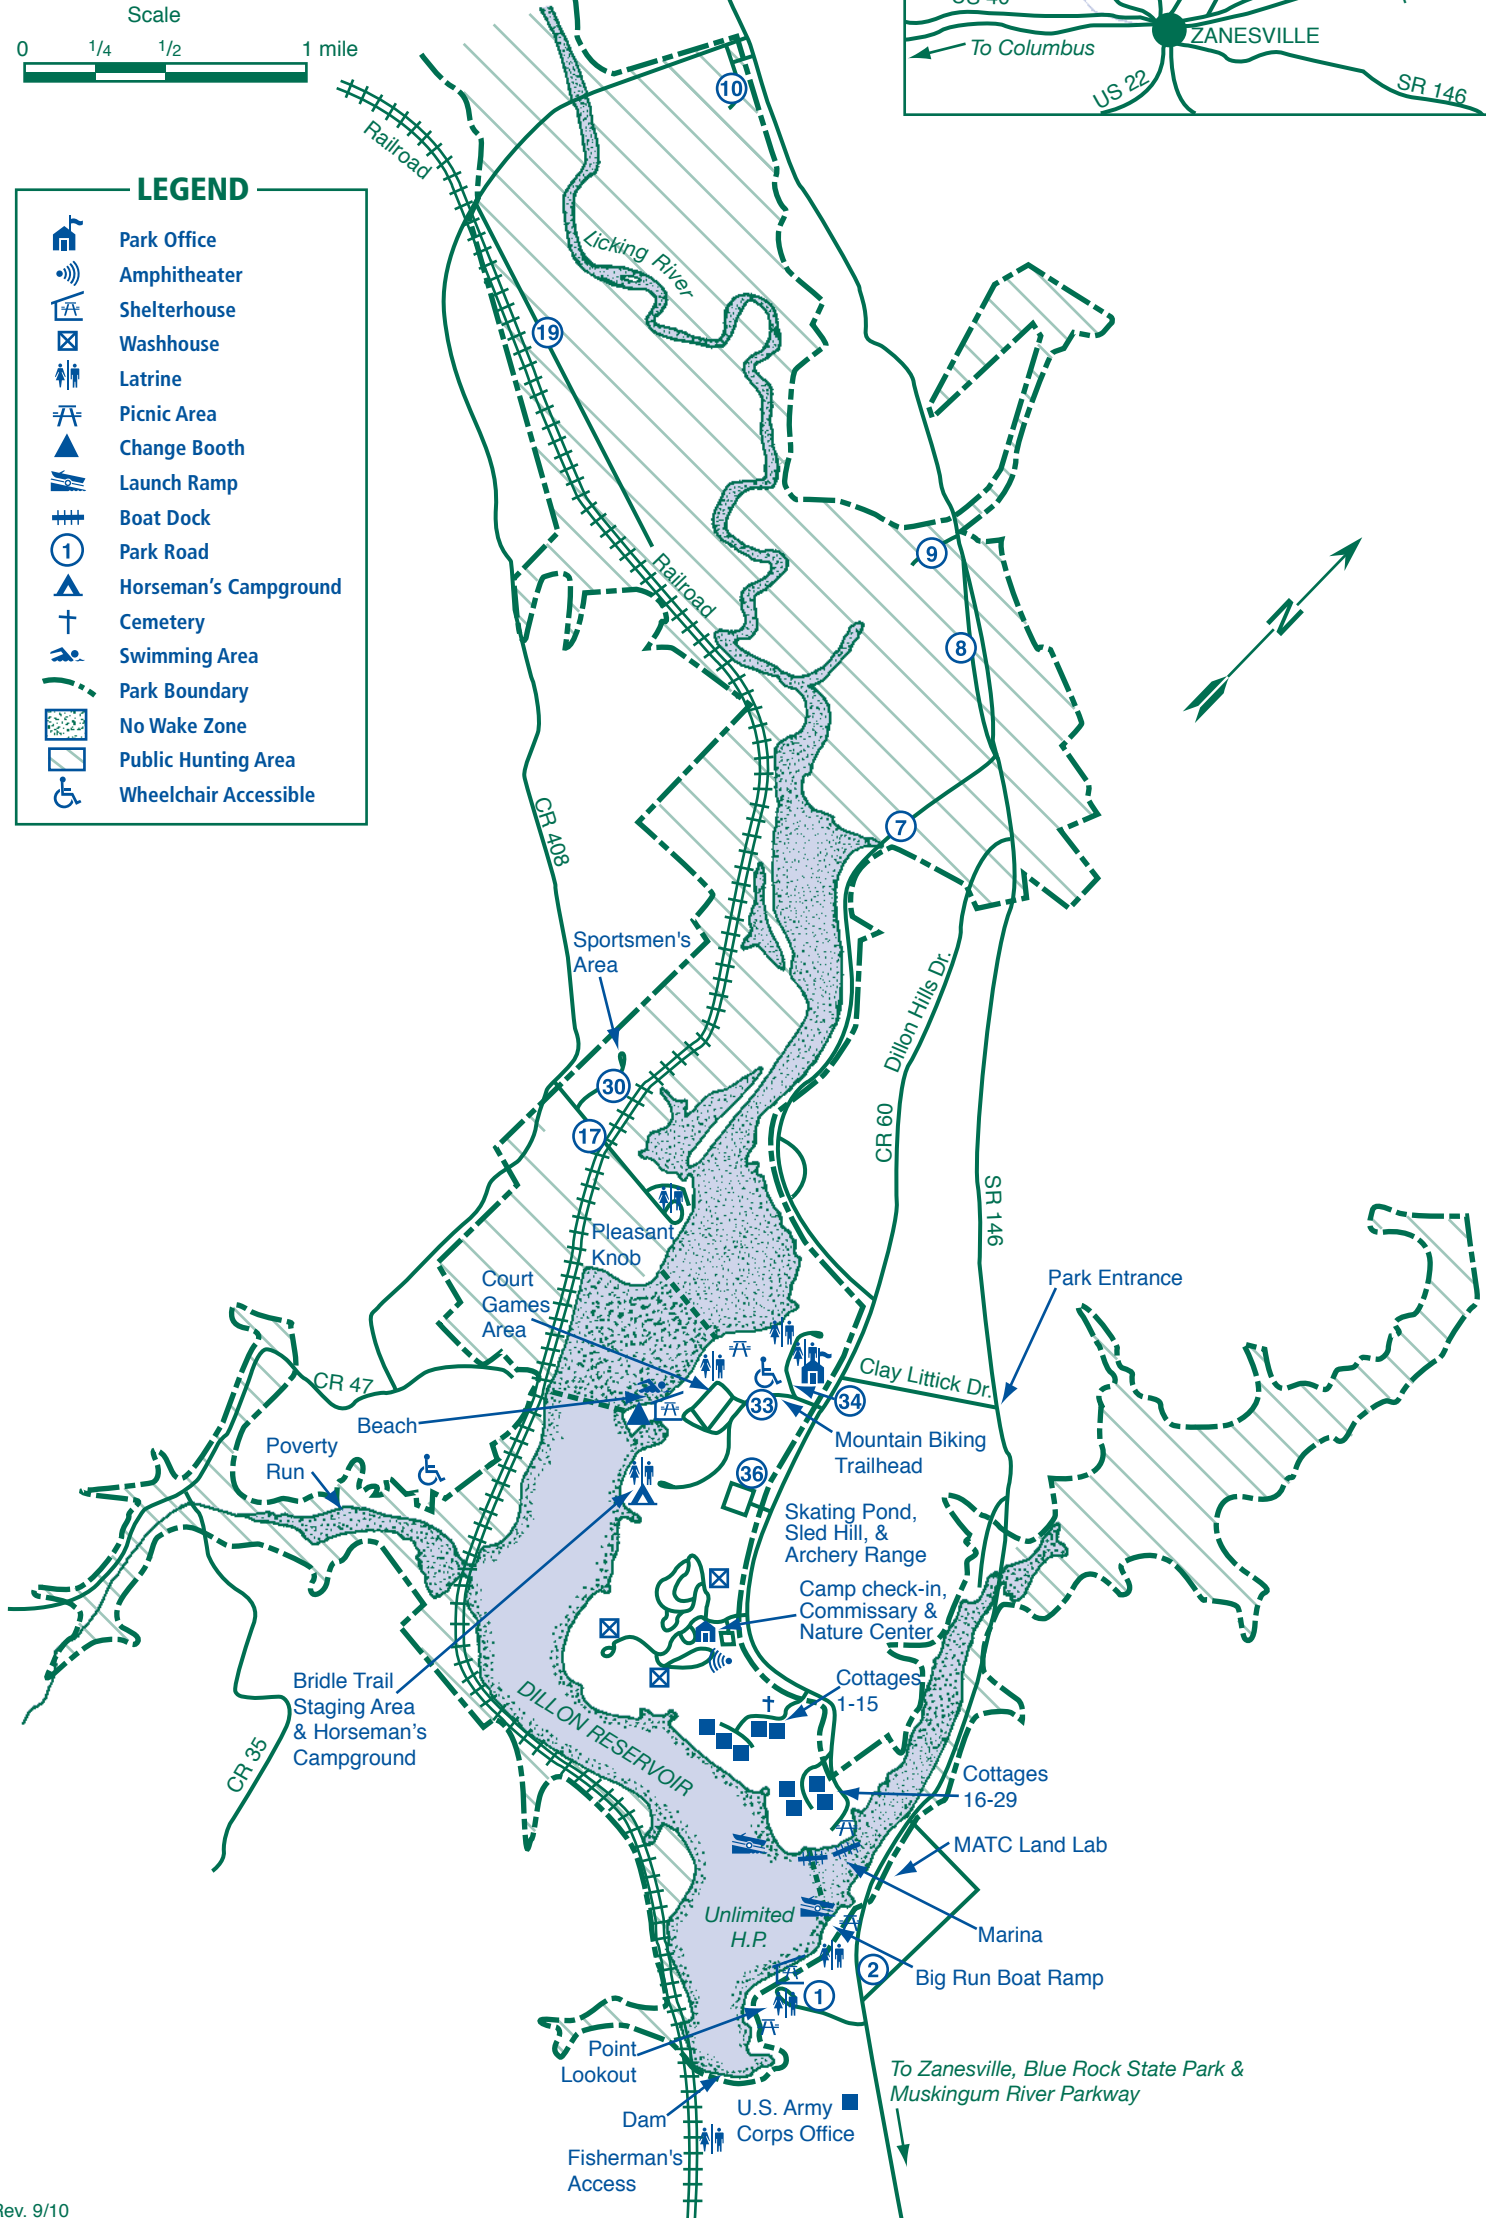 Scale
0 1/4 1/2 1 mile
To Columbus
ZANESVILLE
US 22
SR 146
Railroad
10
LEGEND
Park Office
Amphitheater
Shelterhouse
Washhouse
Latrine
Picnic Area
Change Booth
Launch Ramp
Boat Dock
1 Park Road
Horseman's Campground
Cemetery
Swimming Area
Park Boundary
No Wake Zone
Public Hunting Area
Wheelchair Accessible
Licking River
19
Railroad
9
8
N
7
CR 408
Sportsmen's
Area
Dillon Hills Dr.
30
17
CR 60
SR 146
Pleasant
Knob
Court
Games
Area
Park Entrance
CR 47
Clay Littick Dr.
33
34
Beach
Mountain Biking
Trailhead
Poverty
Run
36
Skating Pond,
Sled Hill, &
Archery Range
Camp check-in,
Commissary &
Nature Center
Bridle Trail
Staging Area
& Horseman's
Campground
Cottages
1-15
DILLON RESERVOIR
CR 35
Cottages
16-29
MATC Land Lab
Unlimited
H.P.
Marina
2
Big Run Boat Ramp
1
Point
Lookout
To Zanesville, Blue Rock State Park &
Muskingum River Parkway
Dam
U.S. Army
Corps Office
Fisherman's
Access
Rev. 9/10